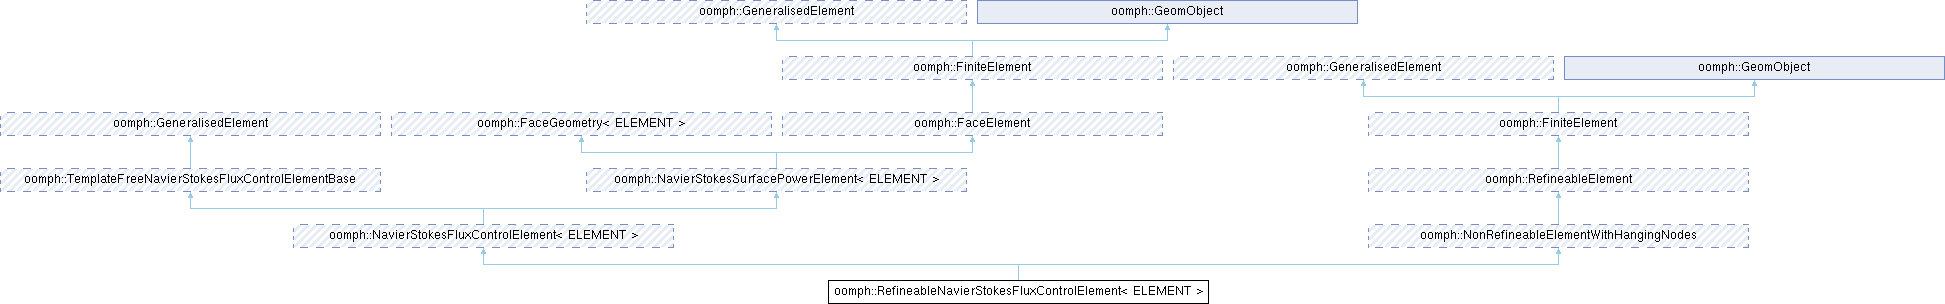 oomph::GeneralisedElement
oomph::GeomObject
oomph::FiniteElement
oomph::GeneralisedElement
oomph::GeomObject
oomph::GeneralisedElement
oomph::FaceGeometry< ELEMENT >
oomph::FaceElement
oomph::FiniteElement
oomph::TemplateFreeNavierStokesFluxControlElementBase
oomph::NavierStokesSurfacePowerElement< ELEMENT >
oomph::RefineableElement
oomph::NavierStokesFluxControlElement< ELEMENT >
oomph::NonRefineableElementWithHangingNodes
oomph::RefineableNavierStokesFluxControlElement< ELEMENT >